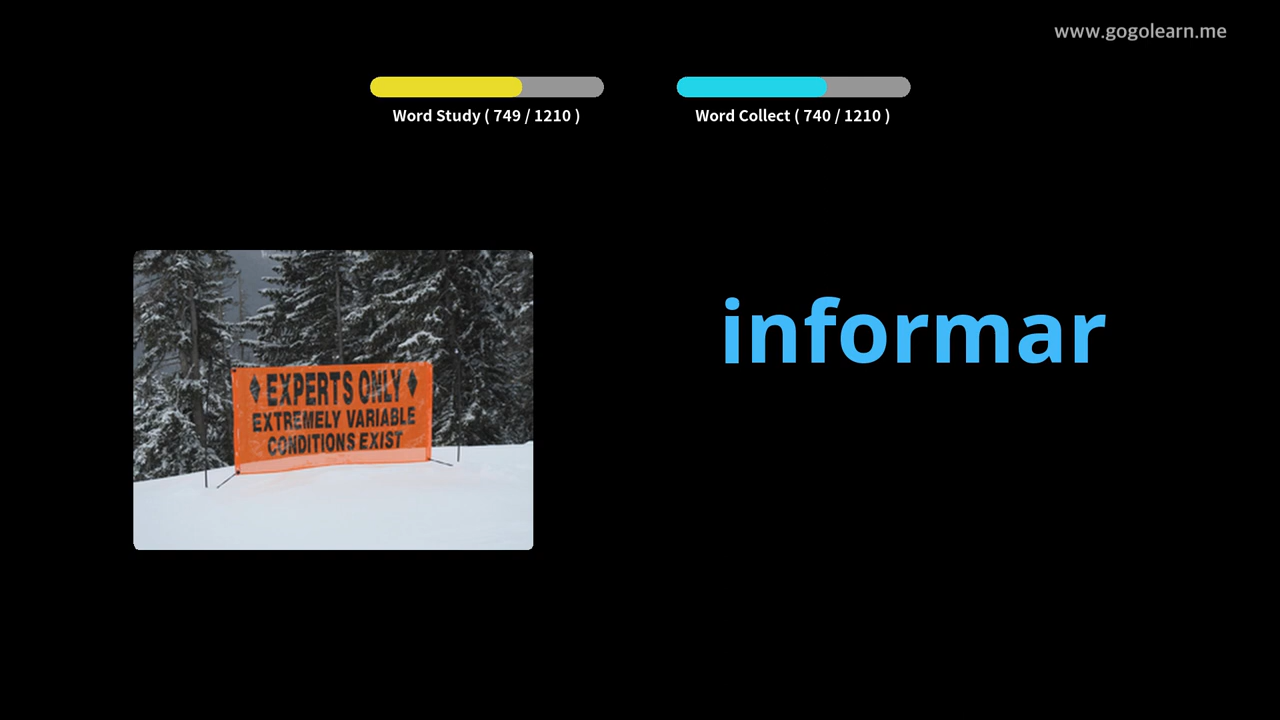 www.gogolearn.me
Word Study ( 749 / 1210 )
Word Collect ( 740 / 1210 )
informar
EXPERTS ONLY
EXTREMELY VARIABLE
CONDITIONS EXIST